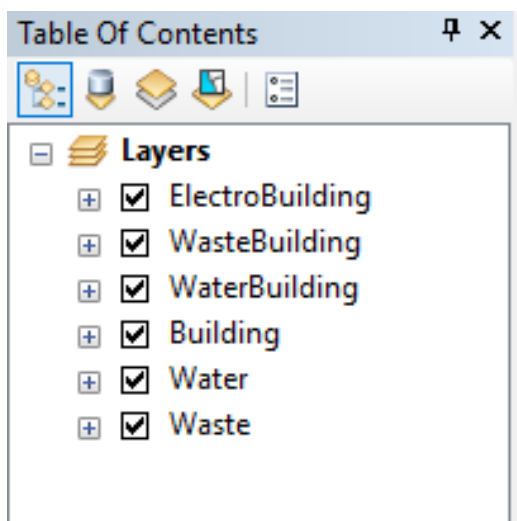 Table Of Contents
Layers
ElectroBuilding
WasteBuilding
WaterBuilding
Building
Water
Waste